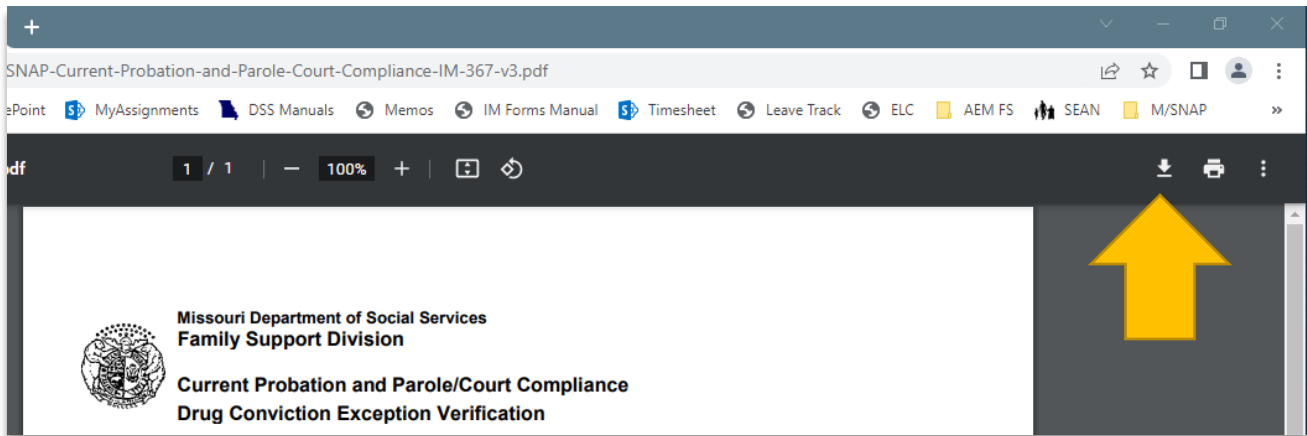 +
SNAP-Current-Probation-and-Parole-Court-Compliance-IM-367-v3.pdf
ePoint MyAssignments DSS Manuals Memos IM Forms Manual Timesheet Leave Track ELC AEM FS SEAN M/SNAP »
df 1 / 1 | — 100% + |
Missouri Department of Social Services
Family Support Division
Current Probation and Parole/Court Compliance
Drug Conviction Exception Verification